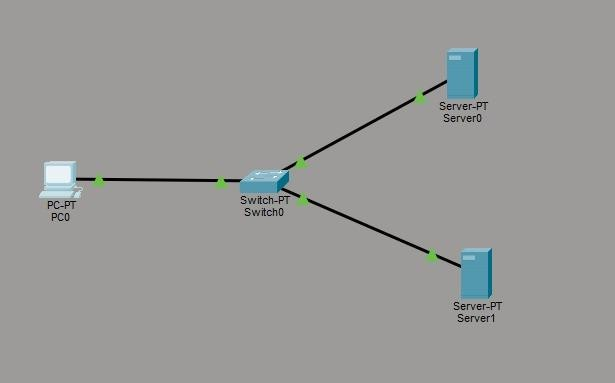 Server-PT
Server0
PC-PT
PC0
Switch-PT
Switch0
Server-PT
Server1